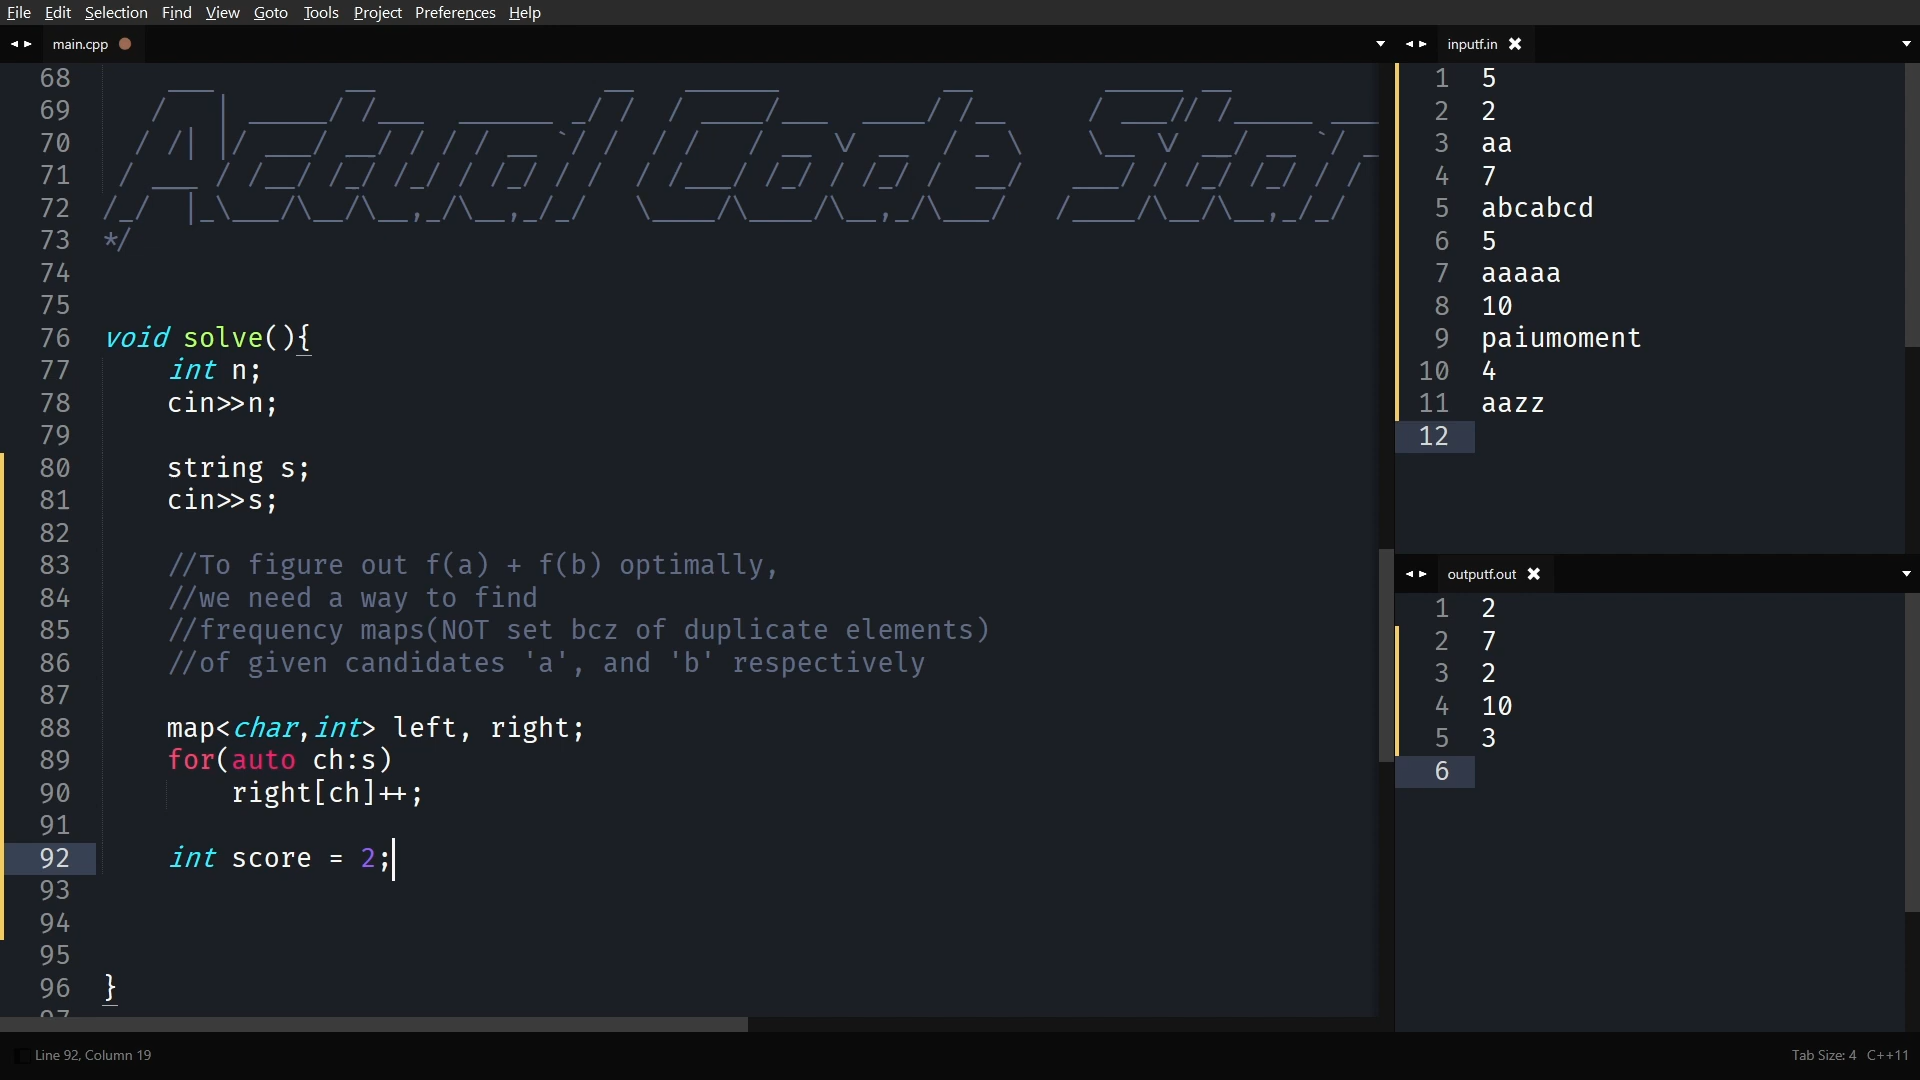 File Edit Selection Find View Goto Tools Project Preferences Help
main.cpp
68
69
70
71
72
73 */
74
75
76 void solve(){
77 int n;
78 cin>>n;
79
80 string s;
81 cin>>s;
82
83 //To figure out f(a) + f(b) optimally,
84 //we need a way to find
85 //frequency maps(NOT set bcz of duplicate elements)
86 //of given candidates 'a', and 'b' respectively
87
88 map<char,int> left, right;
89 for(auto ch:s)
90 right[ch]++;
91
92 int score = 2;
93
94
95
96 }
97
inputf.in
1 5
2 2
3 aa
4 7
5 abcabcd
6 5
7 aaaaa
8 10
9 paiumoment
10 4
11 aazz
12
outputf.out
1 2
2 7
3 2
4 10
5 3
6
Line 92, Column 19
Tab Size: 4 C++11